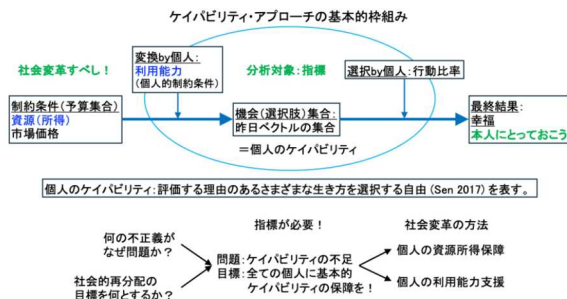 ケイパビリティ・アプローチの基本的枠組み
社会変革すべし！
変換by個人：
利用能力
(個人的制約条件)
分析対象：指標
選択by個人：行動比率
制約条件（予算集合）
資源（所得）
市場価格
機会（選択肢）集合：
昨日ベクトルの集合
＝個人のケイパビリティ
最終結果：
幸福
本人にとっておこう
個人のケイパビリティ：評価する理由のあるさまざまな生き方を選択する自由（Sen 2017）を表す。
何の不正義が
なぜ問題か？
社会的再分配の
目標を何とするか？
指標が必要！
問題：ケイパビリティの不足
目標：全ての個人に基本的
ケイパビリティの保障を！
社会変革の方法
個人の資源所得保障
個人の利用能力支援